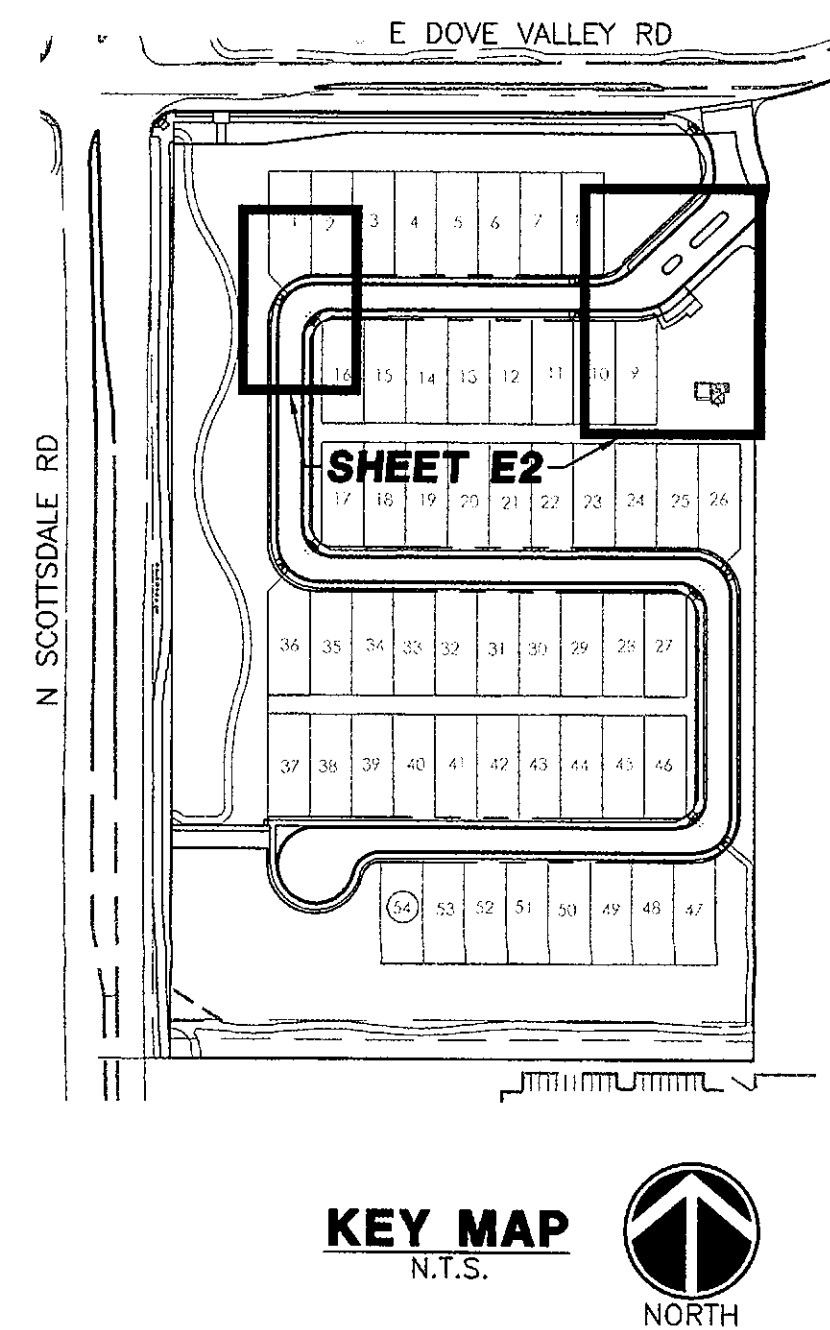 E DOVE VALLEY RD
1 2 3 4 5 6 7 8
16 15 14 13 12 11 10 9
N SCOTTSDALE RD
SHEET E2
17 18 19 20 21 22 23 24 25 26
36 35 34 33 32 31 30 29 28 27
37 38 39 40 41 42 43 44 45 46
54 53 52 51 50 49 48 47
KEY MAP
N.T.S.
NORTH